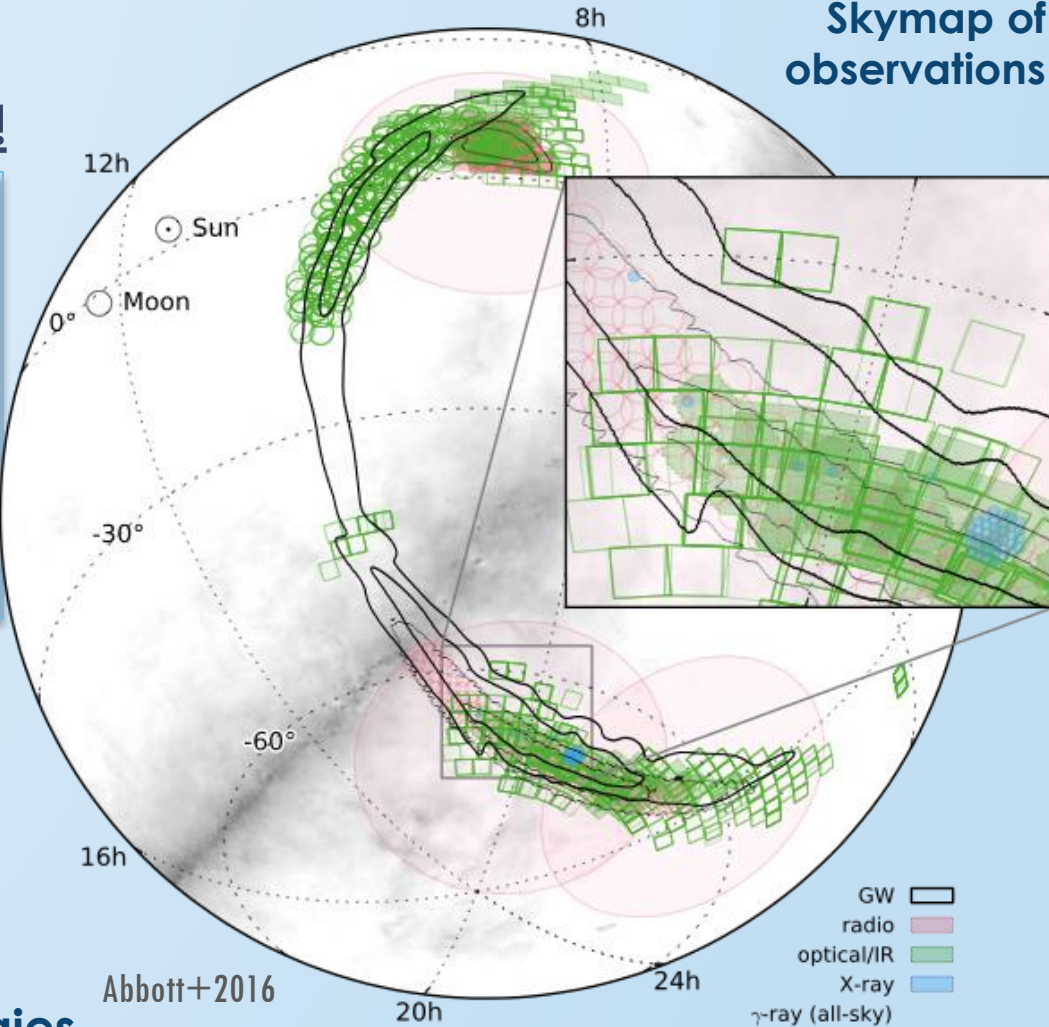 Skymap of
observations
8h
12h
Sun
Moon
0°
-30°
-60°
16h
20h
24h
GW
radio
optical/IR
X-ray
γ-ray (all-sky)
Abbott+2016